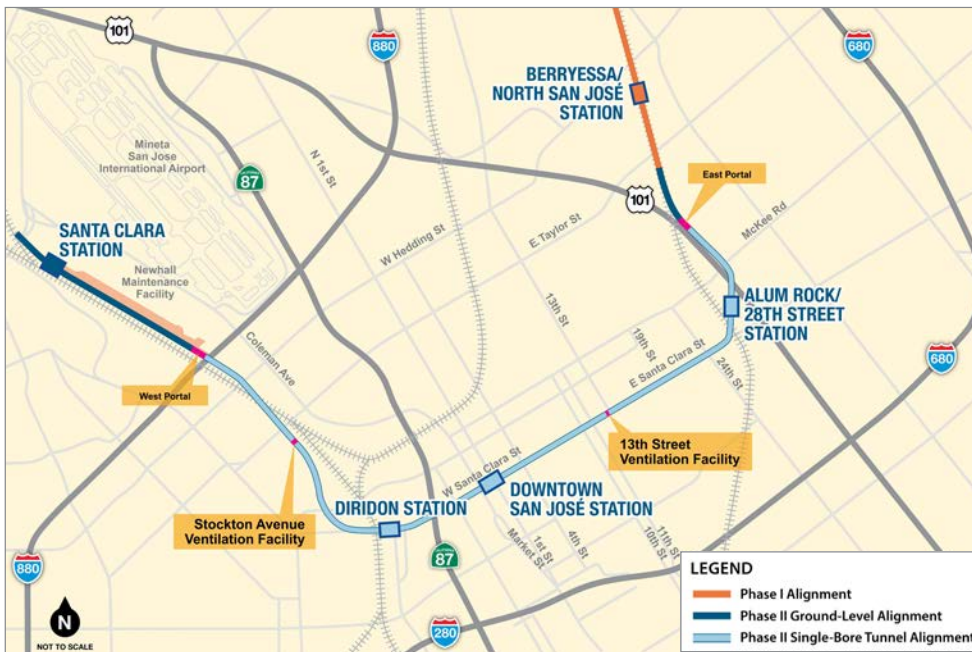 101
880
680
BERRYESSA/
NORTH SAN JOSÉ
STATION
Mineta
San Jose
International Airport
N 1st St
CALIFORNIA
87
101
East Portal
McKee Rd
SANTA CLARA
STATION
W Hedding St
E Taylor St
Newhall
Maintenance
Facility
13th St
ALUM ROCK/
28TH STREET
STATION
Coleman Ave
19th St
E Santa Clara St
24th St
680
West Portal
13th Street
Ventilation Facility
W Santa Clara St
DOWNTOWN
SAN JOSÉ STATION
DIRIDON STATION
Stockton Avenue
Ventilation Facility
Market St
1st St
4th St
10th St
11th St
CALIFORNIA
87
880
280
N
NOT TO SCALE
LEGEND
Phase I Alignment
Phase II Ground-Level Alignment
Phase II Single-Bore Tunnel Alignment